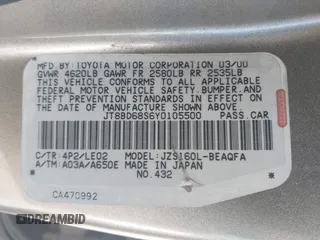 MFD. BY: TOYOTA MOTOR CORPORATION 03/00
GVWR 4620LB GAWR FR 2580LB RR 2535LB
THIS VEHICLE CONFORMS TO ALL APPLICABLE
FEDERAL MOTOR VEHICLE SAFETY, BUMPER, AND
THEFT PREVENTION STANDARDS IN EFFECT ON
THE DATE OF MANUFACTURE SHOWN ABOVE.
JT8BD68S6Y0105500 PASS.CAR
C/TR: 4P2/LE02 MODEL: JZS160L-BEAQFA
A/TM: A03A/A650E MADE IN JAPAN
NO.432
CA470992